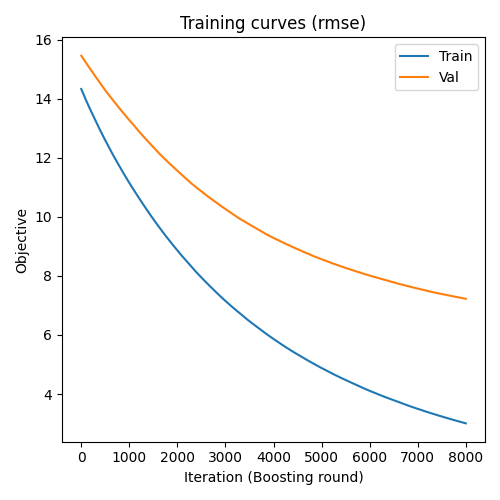 Training curves (rmse)
Train
Val
Objective
16
14
12
10
8
6
4
0 1000 2000 3000 4000 5000 6000 7000 8000
Iteration (Boosting round)